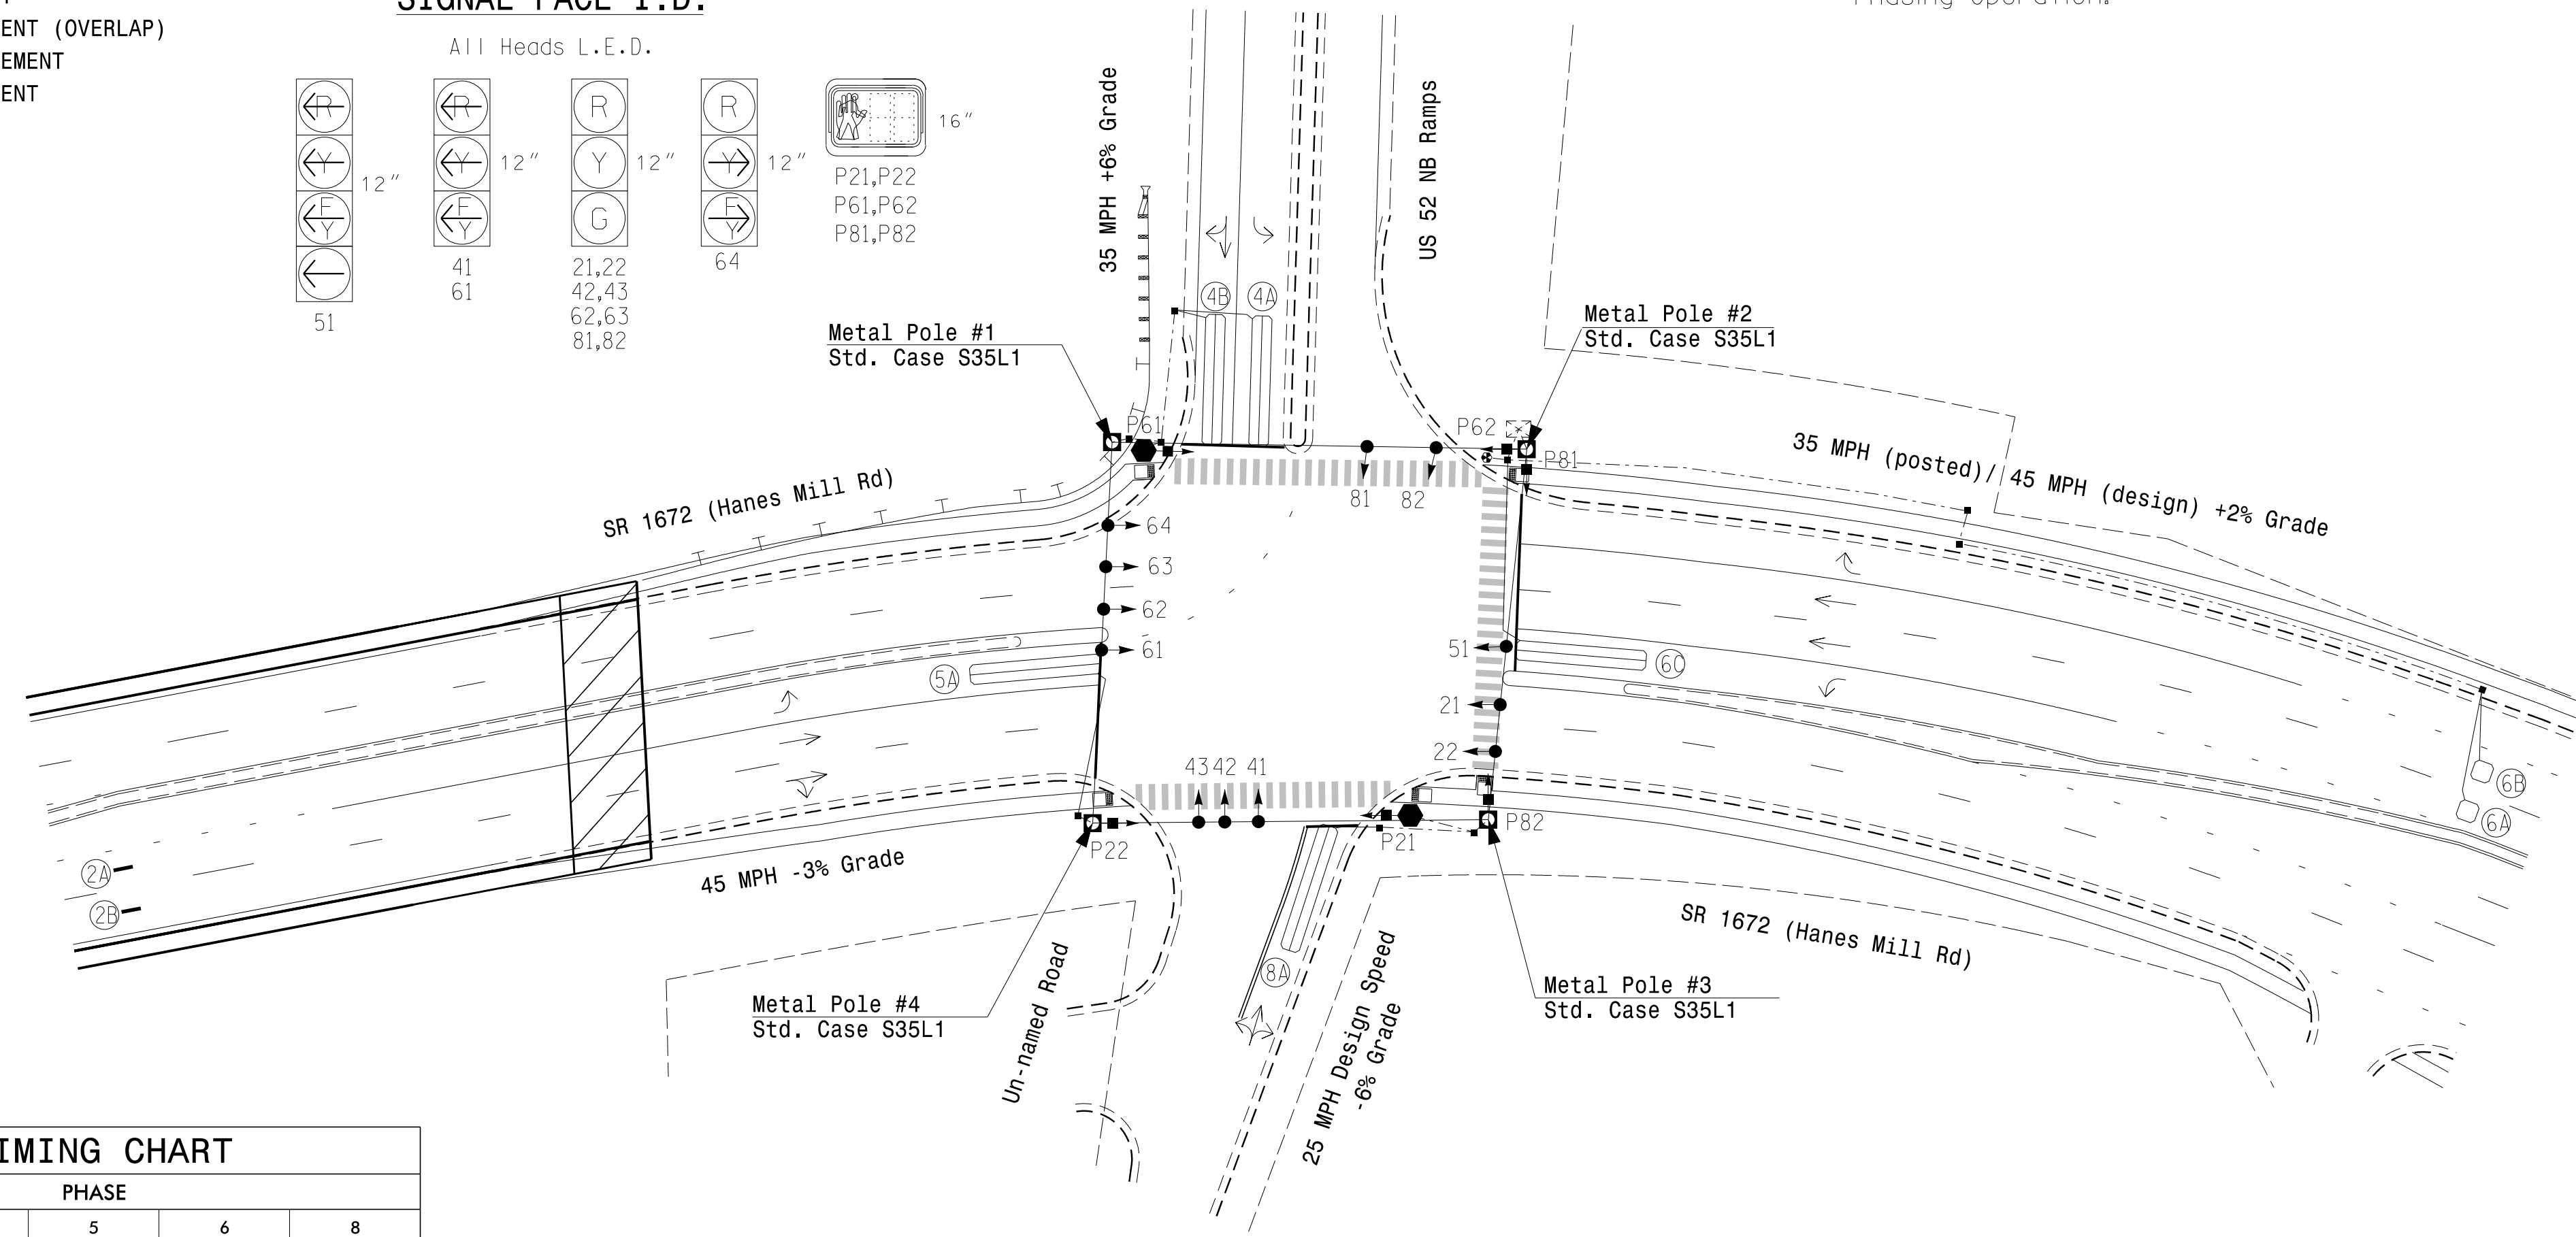 ENT (OVERLAP)
EMENT
ENT
SIGNAL FACE I.D.
All Heads L.E.D.
Phasing Operation.
R
Y
F
Y
12"
51
R
Y
F
Y
12"
41
61
R
Y
G
12"
21,22
42,43
62,63
81,82
R
Y
F
Y
12"
64
16"
P21,P22
P61,P62
P81,P82
35 MPH +6% Grade
US 52 NB Ramps
4B
4A
Metal Pole #1
Std. Case S35L1
Metal Pole #2
Std. Case S35L1
P61
P62
P81
81
82
35 MPH (posted)/ 45 MPH (design) +2% Grade
SR 1672 (Hanes Mill Rd)
64
63
62
61
51
21
22
5A
6C
6B
6A
43
42
41
P22
P21
P82
2A
2B
45 MPH -3% Grade
8A
SR 1672 (Hanes Mill Rd)
Metal Pole #4
Std. Case S35L1
Metal Pole #3
Std. Case S35L1
Un-named Road
25 MPH Design Speed
-6% Grade
IMING CHART
PHASE
5
6
8